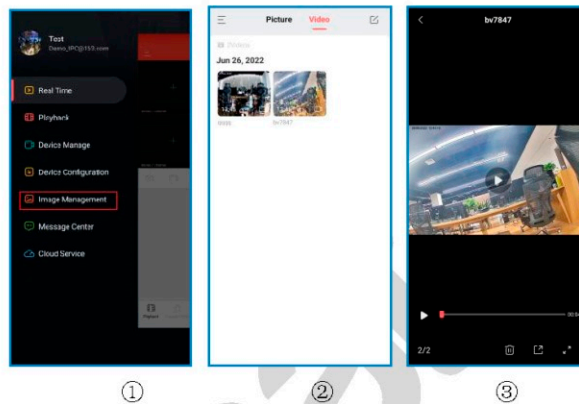 Test
Demo_IPC@163.com
Real Time
Playback
Device Manage
Device Configuration
Image Management
Message Center
Cloud Service
Playback
①
Picture Video
Jun 26, 2022
bv7847
②
bv7847
2/2
③